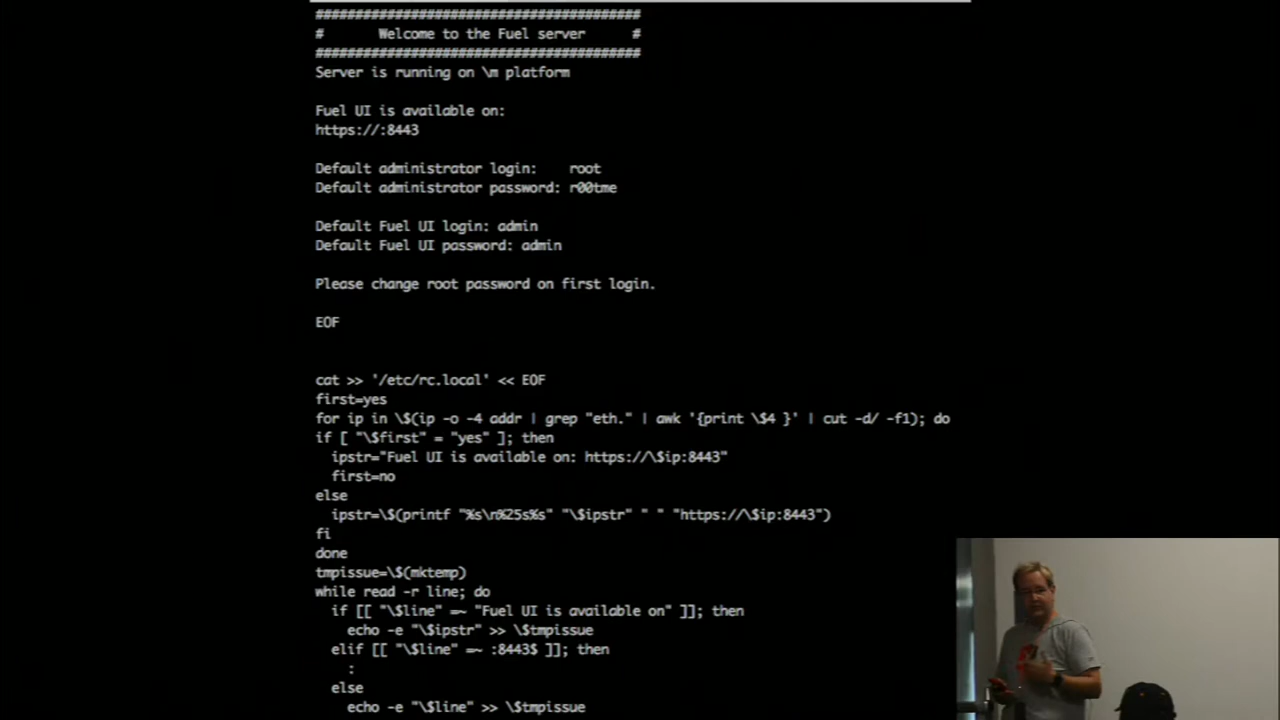 #########################################
#       Welcome to the Fuel server      #
#########################################
Server is running on \m platform
Fuel UI is available on:
https://:8443
Default administrator login:    root
Default administrator password: r00tme
Default Fuel UI login: admin
Default Fuel UI password: admin
Please change root password on first login.
EOF
cat >> '/etc/rc.local' << EOF
first=yes
for ip in \$(ip -o -4 addr | grep "eth." | awk '{print \$4 }' | cut -d/ -f1); do
if [ "\$first" = "yes" ]; then
  ipstr="Fuel UI is available on: https://\$ip:8443"
  first=no
else
  ipstr=\$(printf "%s\n%25s%s" "\$ipstr" " " "https://\$ip:8443")
fi
done
tmpissue=\$(mktemp)
while read -r line; do
  if [[ "\$line" =~ "Fuel UI is available on" ]]; then
    echo -e "\$ipstr" >> \$tmpissue
  elif [[ "\$line" =~ :8443$ ]]; then
    :
  else
    echo -e "\$line" >> \$tmpissue